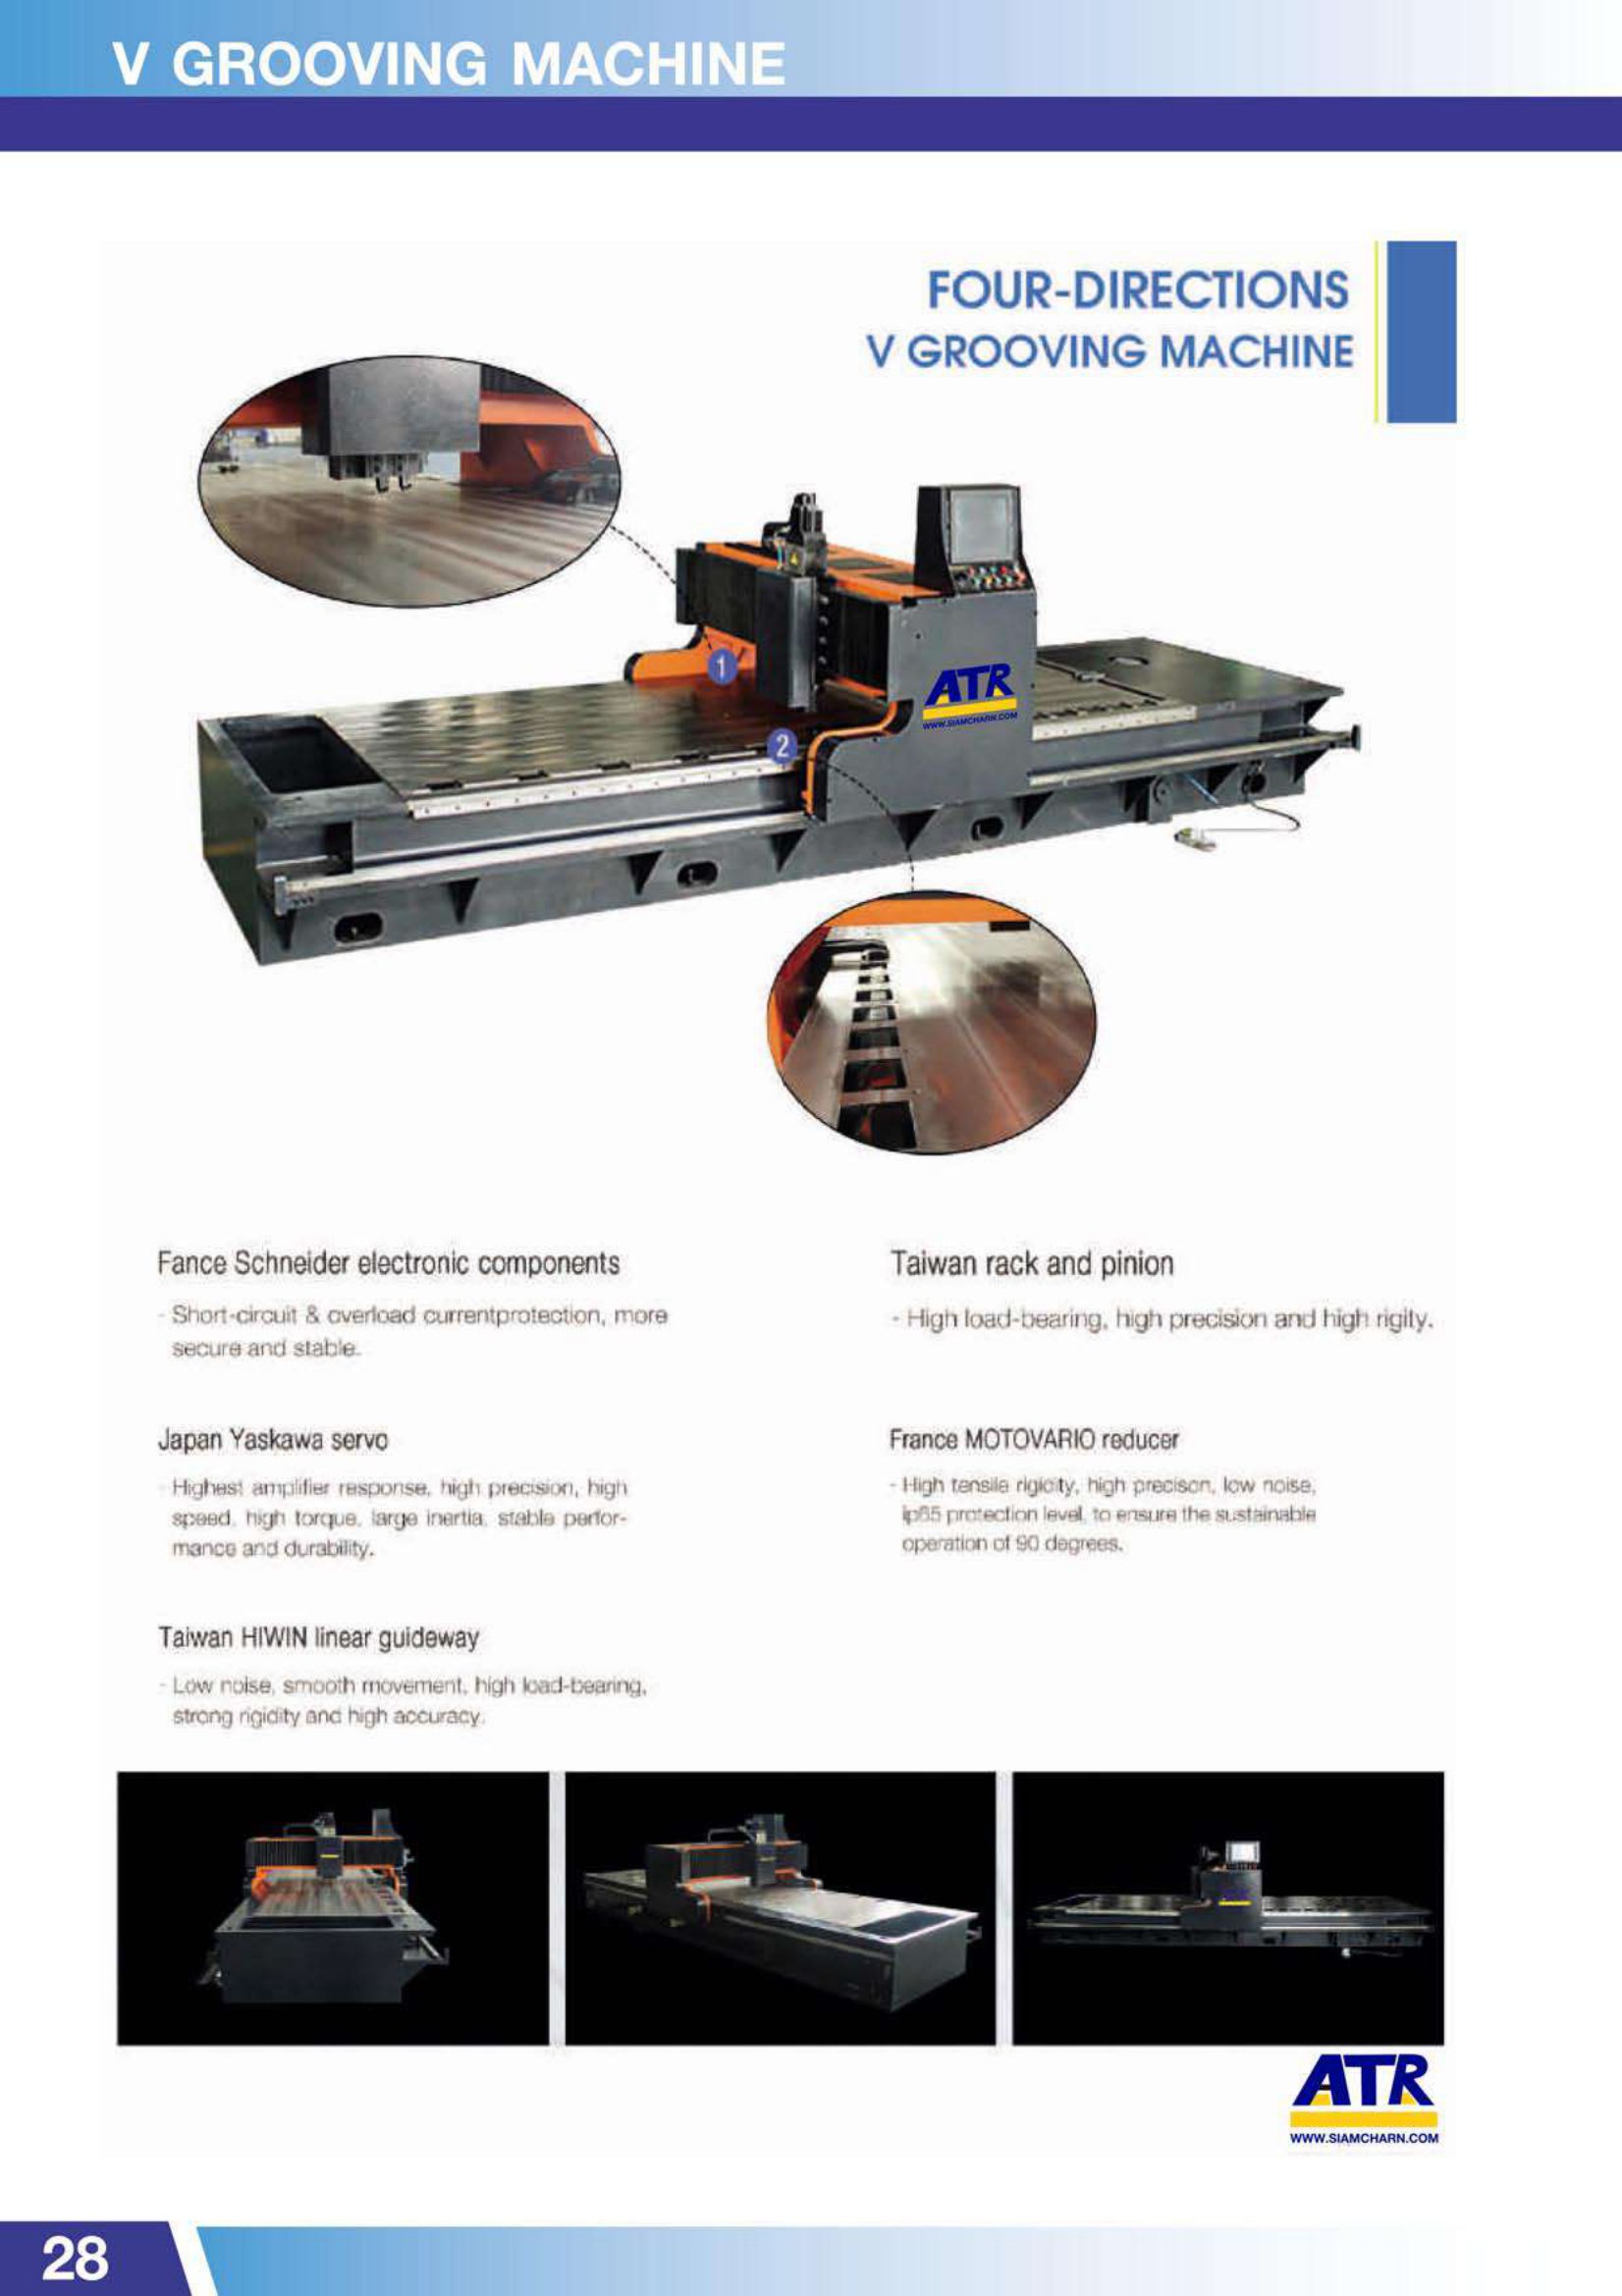 V GROOVING MACHINE
FOUR-DIRECTIONS
V GROOVING MACHINE
1
ATR
WWW.SIAMCHARN.COM
2
Fance Schneider electronic components
- Short-circuit & overload currentprotection, more
secure and stable.
Japan Yaskawa servo
- Highest amplifier response, high precision, high
speed, high torque, large inertia, stable perfor-
mance and durability.
Taiwan HIWIN linear guideway
- Low noise, smooth movement, high load-bearing,
strong rigidity and high accuracy.
Taiwan rack and pinion
- High load-bearing, high precision and high rigity.
France MOTOVARIO reducer
- High tensile rigidity, high precison, low noise,
ip65 protection level, to ensure the sustainable
operation of 90 degrees.
ATR
WWW.SIAMCHARN.COM
28